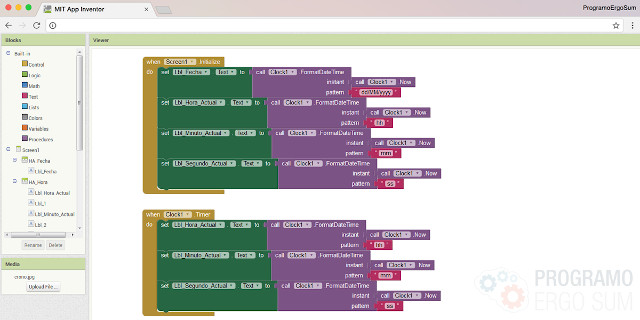 MIT App Inventor
ProgramoErgoSum
Blocks
Viewer
Built-in
Control
Logic
Math
Text
Lists
Colors
Variables
Procedures
Screen1
HA_Fecha
Lbl_Fecha
HA_Hora
Lbl_Hora_Actual
Lbl_1
Lbl_Minuto_Actual
Lbl_2
Rename Delete
Media
Upload File...
when Screen1 .Initialize
do set Lbl_Fecha . Text to call Clock1 .FormatDateTime
instant call Clock1 .Now
pattern " dd/MM/yyyy "
set Lbl_Hora_Actual . Text to call Clock1 .FormatDateTime
instant call Clock1 .Now
pattern " hh "
set Lbl_Minuto_Actual . Text to call Clock1 .FormatDateTime
instant call Clock1 .Now
pattern " mm "
set Lbl_Segundo_Actual . Text to call Clock1 .FormatDateTime
instant call Clock1 .Now
pattern " ss "
when Clock1 .Timer
do set Lbl_Hora_Actual . Text to call Clock1 .FormatDateTime
instant call Clock1 .Now
pattern " hh "
set Lbl_Minuto_Actual . Text to call Clock1 .FormatDateTime
instant call Clock1 .Now
pattern " mm "
set Lbl_Segundo_Actual . Text to call Clock1 .FormatDateTime
instant call Clock1 .Now
pattern " ss "
PROGRAMO
ERGO SUM